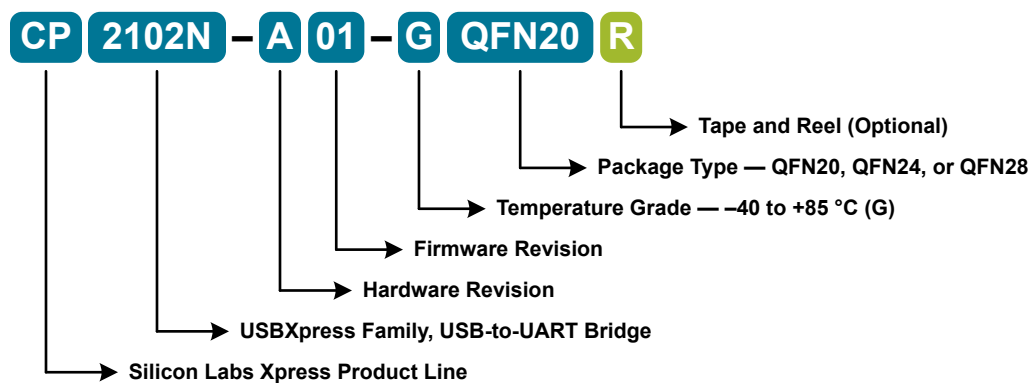 CP 2102N – A 01 – G QFN20 R
Tape and Reel (Optional)
Package Type — QFN20, QFN24, or QFN28
Temperature Grade — –40 to +85 °C (G)
Firmware Revision
Hardware Revision
USBXpress Family, USB-to-UART Bridge
Silicon Labs Xpress Product Line